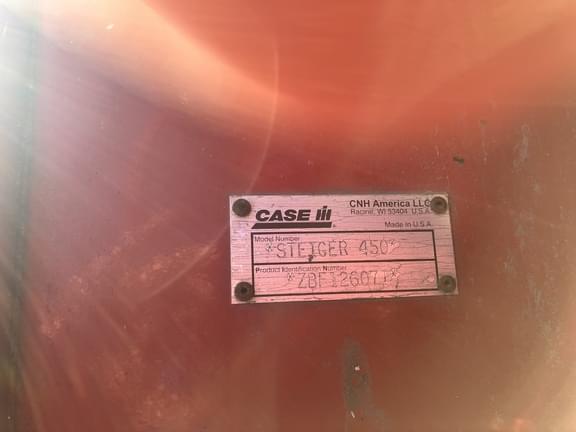 CASE IH
CNH America LLC
Racine, WI 53404 U.S.A.
Made in U.S.A.
Model Number
*STEIGER 450*
Product Identification Number